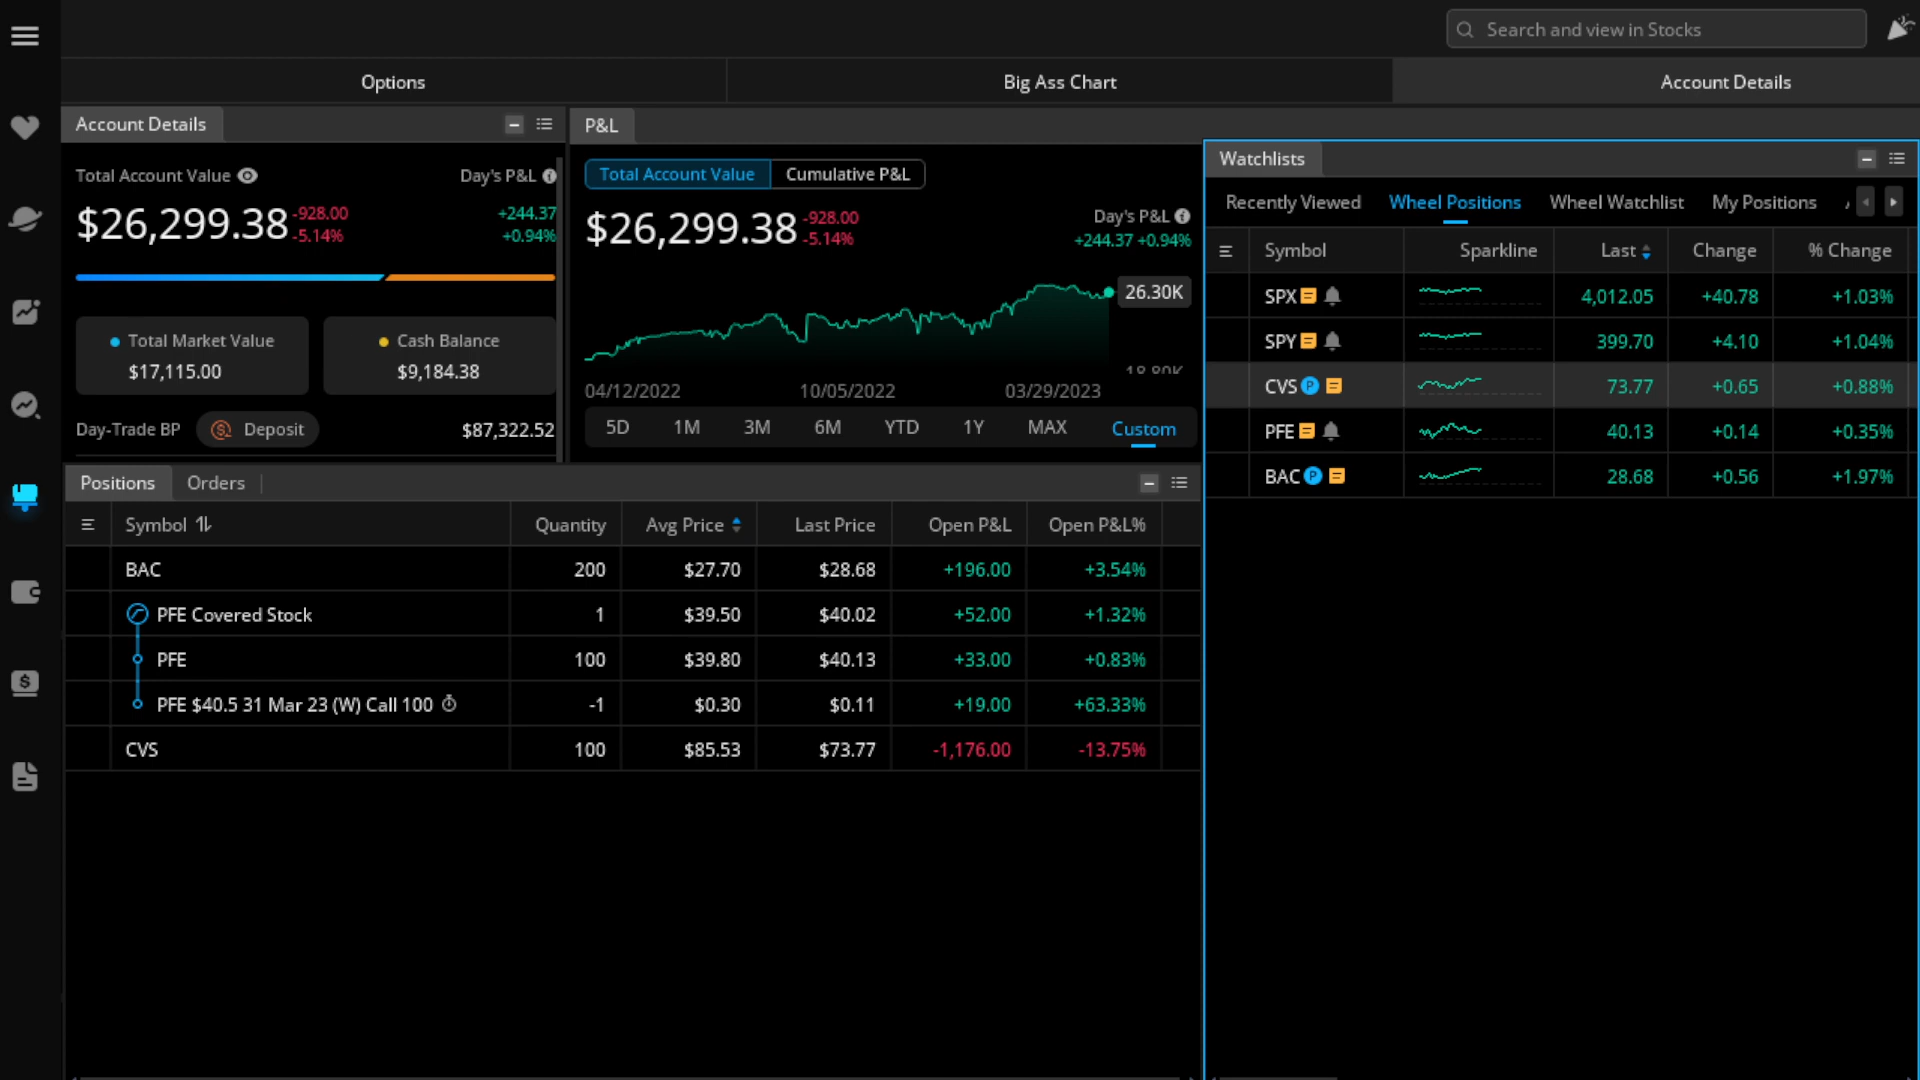 Search and view in Stocks
Options
Big Ass Chart
Account Details
Account Details
Total Account Value
Day's P&L
$26,299.38
-928.00
-5.14%
+244.37
+0.94%
Total Market Value
$17,115.00
Cash Balance
$9,184.38
Day-Trade BP
Deposit
$87,322.52
P&L
Total Account Value
Cumulative P&L
$26,299.38
-928.00
-5.14%
Day's P&L
+244.37 +0.94%
26.30K
04/12/2022 10/05/2022 03/29/2023
5D 1M 3M 6M YTD 1Y MAX Custom
Positions Orders
Symbol Quantity Avg Price Last Price Open P&L Open P&L%
BAC 200 $27.70 $28.68 +196.00 +3.54%
PFE Covered Stock 1 $39.50 $40.02 +52.00 +1.32%
PFE 100 $39.80 $40.13 +33.00 +0.83%
PFE $40.5 31 Mar 23 (W) Call 100 -1 $0.30 $0.11 +19.00 +63.33%
CVS 100 $85.53 $73.77 -1,176.00 -13.75%
Watchlists
Recently Viewed Wheel Positions Wheel Watchlist My Positions
Symbol Sparkline Last Change % Change
SPX 4,012.05 +40.78 +1.03%
SPY 399.70 +4.10 +1.04%
CVS P 73.77 +0.65 +0.88%
PFE 40.13 +0.14 +0.35%
BAC P 28.68 +0.56 +1.97%